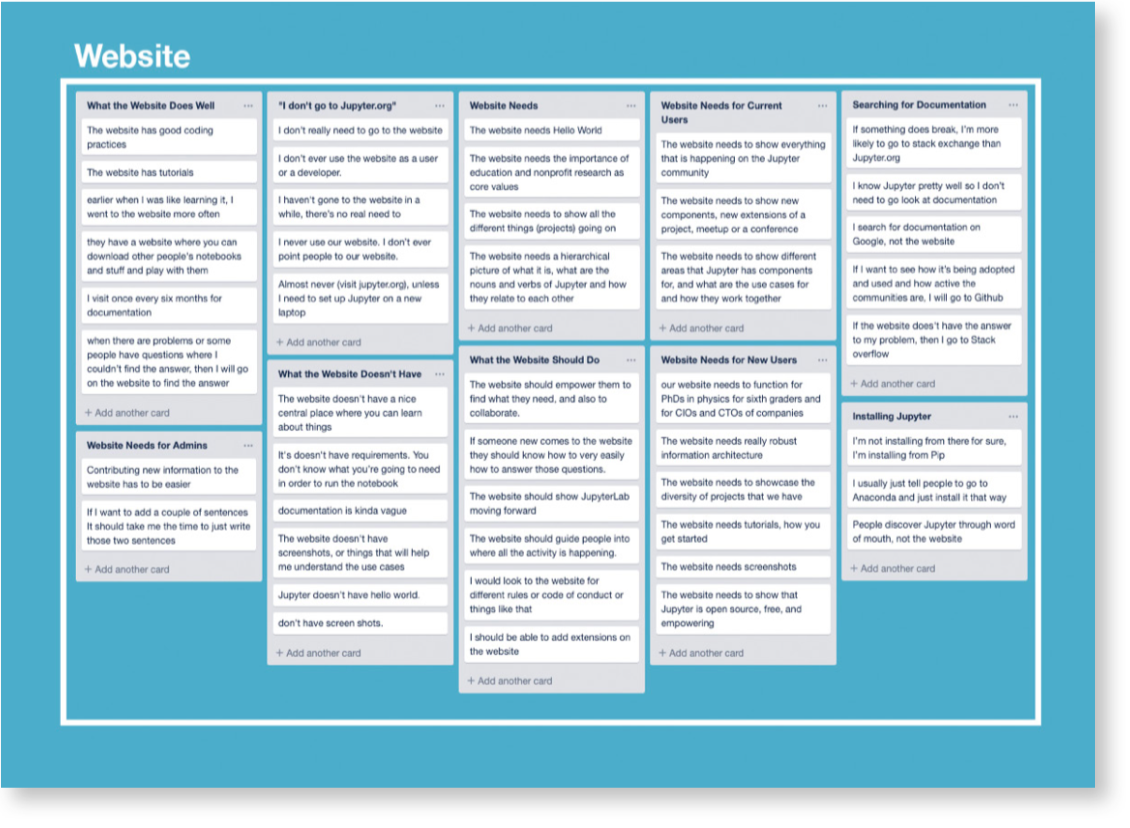 Website
What the Website Does Well ...
The website has good coding
practices
The website has tutorials
earlier when I was like learning it, I
went to the website more often
they have a website where you can
download other people's notebooks
and stuff and play with them
I visit once every six months for
documentation
when there are problems or some
people have questions where I
couldn't find the answer, then I will go
on the website to find the answer
+ Add another card
Website Needs for Admins ...
Contributing new information to the
website has to be easier
If I want to add a couple of sentences
It should take me the time to just write
those two sentences
+ Add another card
"I don't go to Jupyter.org" ...
I don't really need to go to the website
I don't ever use the website as a user
or a developer.
I haven't gone to the website in a
while, there's no real need to
I never use our website. I don't ever
point people to our website.
Almost never (visit jupyter.org), unless
I need to set up Jupyter on a new
laptop
+ Add another card
What the Website Doesn't Have ...
The website doesn't have a nice
central place where you can learn
about things
It's doesn't have requirements. You
don't know what you're going to need
in order to run the notebook
documentation is kinda vague
The website doesn't have
screenshots, or things that will help
me understand the use cases
Jupyter doesn't have hello world.
don't have screen shots.
+ Add another card
Website Needs ...
The website needs Hello World
The website needs the importance of
education and nonprofit research as
core values
The website needs to show all the
different things (projects) going on
The website needs a hierarchical
picture of what it is, what are the
nouns and verbs of Jupyter and how
they relate to each other
+ Add another card
What the Website Should Do ...
The website should empower them to
find what they need, and also to
collaborate.
If someone new comes to the website
they should know how to very easily
how to answer those questions.
The website should show JupyterLab
moving forward
The website should guide people into
where all the activity is happening.
I would look to the website for
different rules or code of conduct or
things like that
I should be able to add extensions on
the website
+ Add another card
Website Needs for Current ...
Users
The website needs to show everything
that is happening on the Jupyter
community
The website needs to show new
components, new extensions of a
project, meetup or a conference
The website needs to show different
areas that Jupyter has components
for, and what are the use cases for
and how they work together
+ Add another card
Website Needs for New Users ...
our website needs to function for
PhDs in physics for sixth graders and
for CIOs and CTOs of companies
The website needs really robust
information architecture
The website needs to showcase the
diversity of projects that we have
The website needs tutorials, how you
get started
The website needs screenshots
The website needs to show that
Jupyter is open source, free, and
empowering
+ Add another card
Searching for Documentation ...
If something does break, I'm more
likely to go to stack exchange than
Jupyter.org
I know Jupyter pretty well so I don't
need to go look at documentation
I search for documentation on
Google, not the website
If I want to see how it's being adopted
and used and how active the
communities are, I will go to Github
If the website does't have the answer
to my problem, then I go to Stack
overflow
+ Add another card
Installing Jupyter ...
I'm not installing from there for sure,
I'm installing from Pip
I usually just tell people to go to
Anaconda and just install it that way
People discover Jupyter through word
of mouth, not the website
+ Add another card